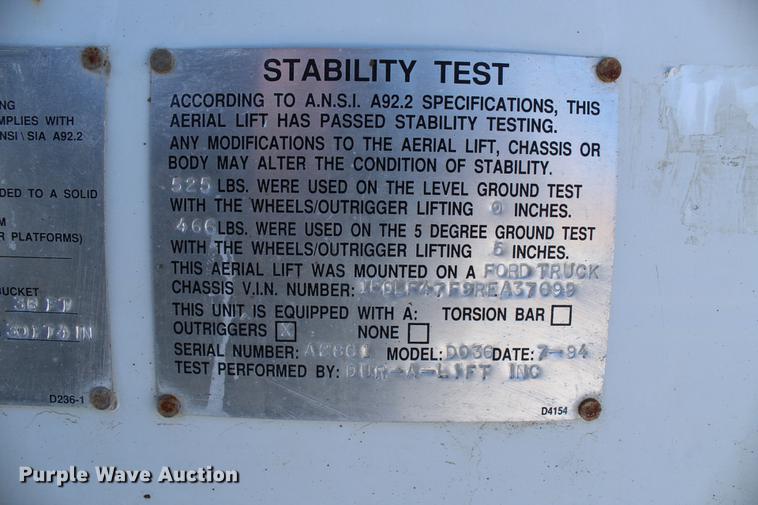 NG
MPLIES WITH
NSI \ SIA A92.2
DED TO A SOLID
M
R PLATFORMS)
BUCKET
FT
IN
D236-1
STABILITY TEST
ACCORDING TO A.N.S.I. A92.2 SPECIFICATIONS, THIS
AERIAL LIFT HAS PASSED STABILITY TESTING.
ANY MODIFICATIONS TO THE AERIAL LIFT, CHASSIS OR
BODY MAY ALTER THE CONDITION OF STABILITY.
525 LBS. WERE USED ON THE LEVEL GROUND TEST
WITH THE WHEELS/OUTRIGGER LIFTING 0 INCHES.
466 LBS. WERE USED ON THE 5 DEGREE GROUND TEST
WITH THE WHEELS/OUTRIGGER LIFTING 5 INCHES.
THIS AERIAL LIFT WAS MOUNTED ON A FORD TRUCK
CHASSIS V.I.N. NUMBER: 1FDLF47F9REA37099
THIS UNIT IS EQUIPPED WITH A: TORSION BAR
OUTRIGGERS X NONE
SERIAL NUMBER: MODEL: DATE: 7-94
TEST PERFORMED BY: DUR-A-LIFT INC
D4154
Purple Wave Auction